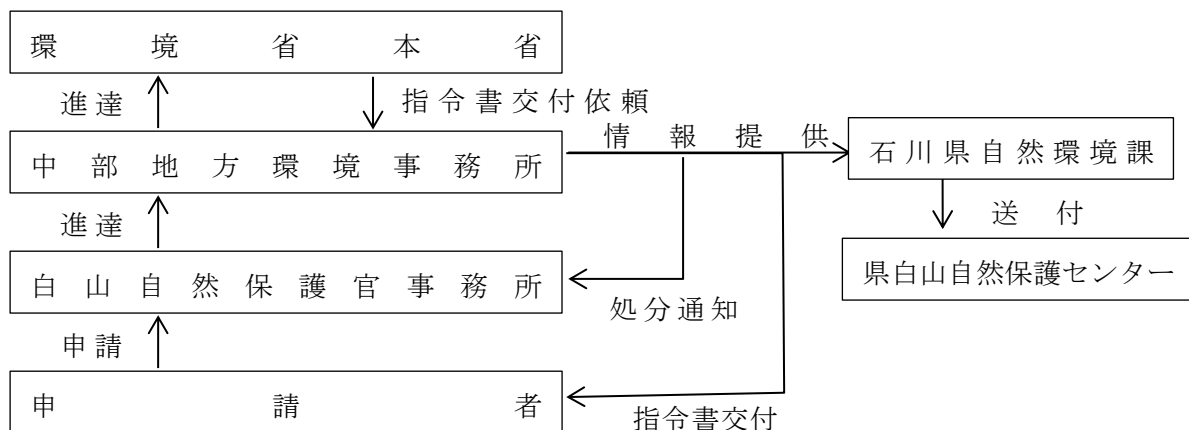 環境省本省
進達
指令書交付依頼
情報提供
中部地方環境事務所
石川県自然環境課
進達
送付
白山自然保護官事務所
県白山自然保護センター
処分通知
申請
申請者
指令書交付